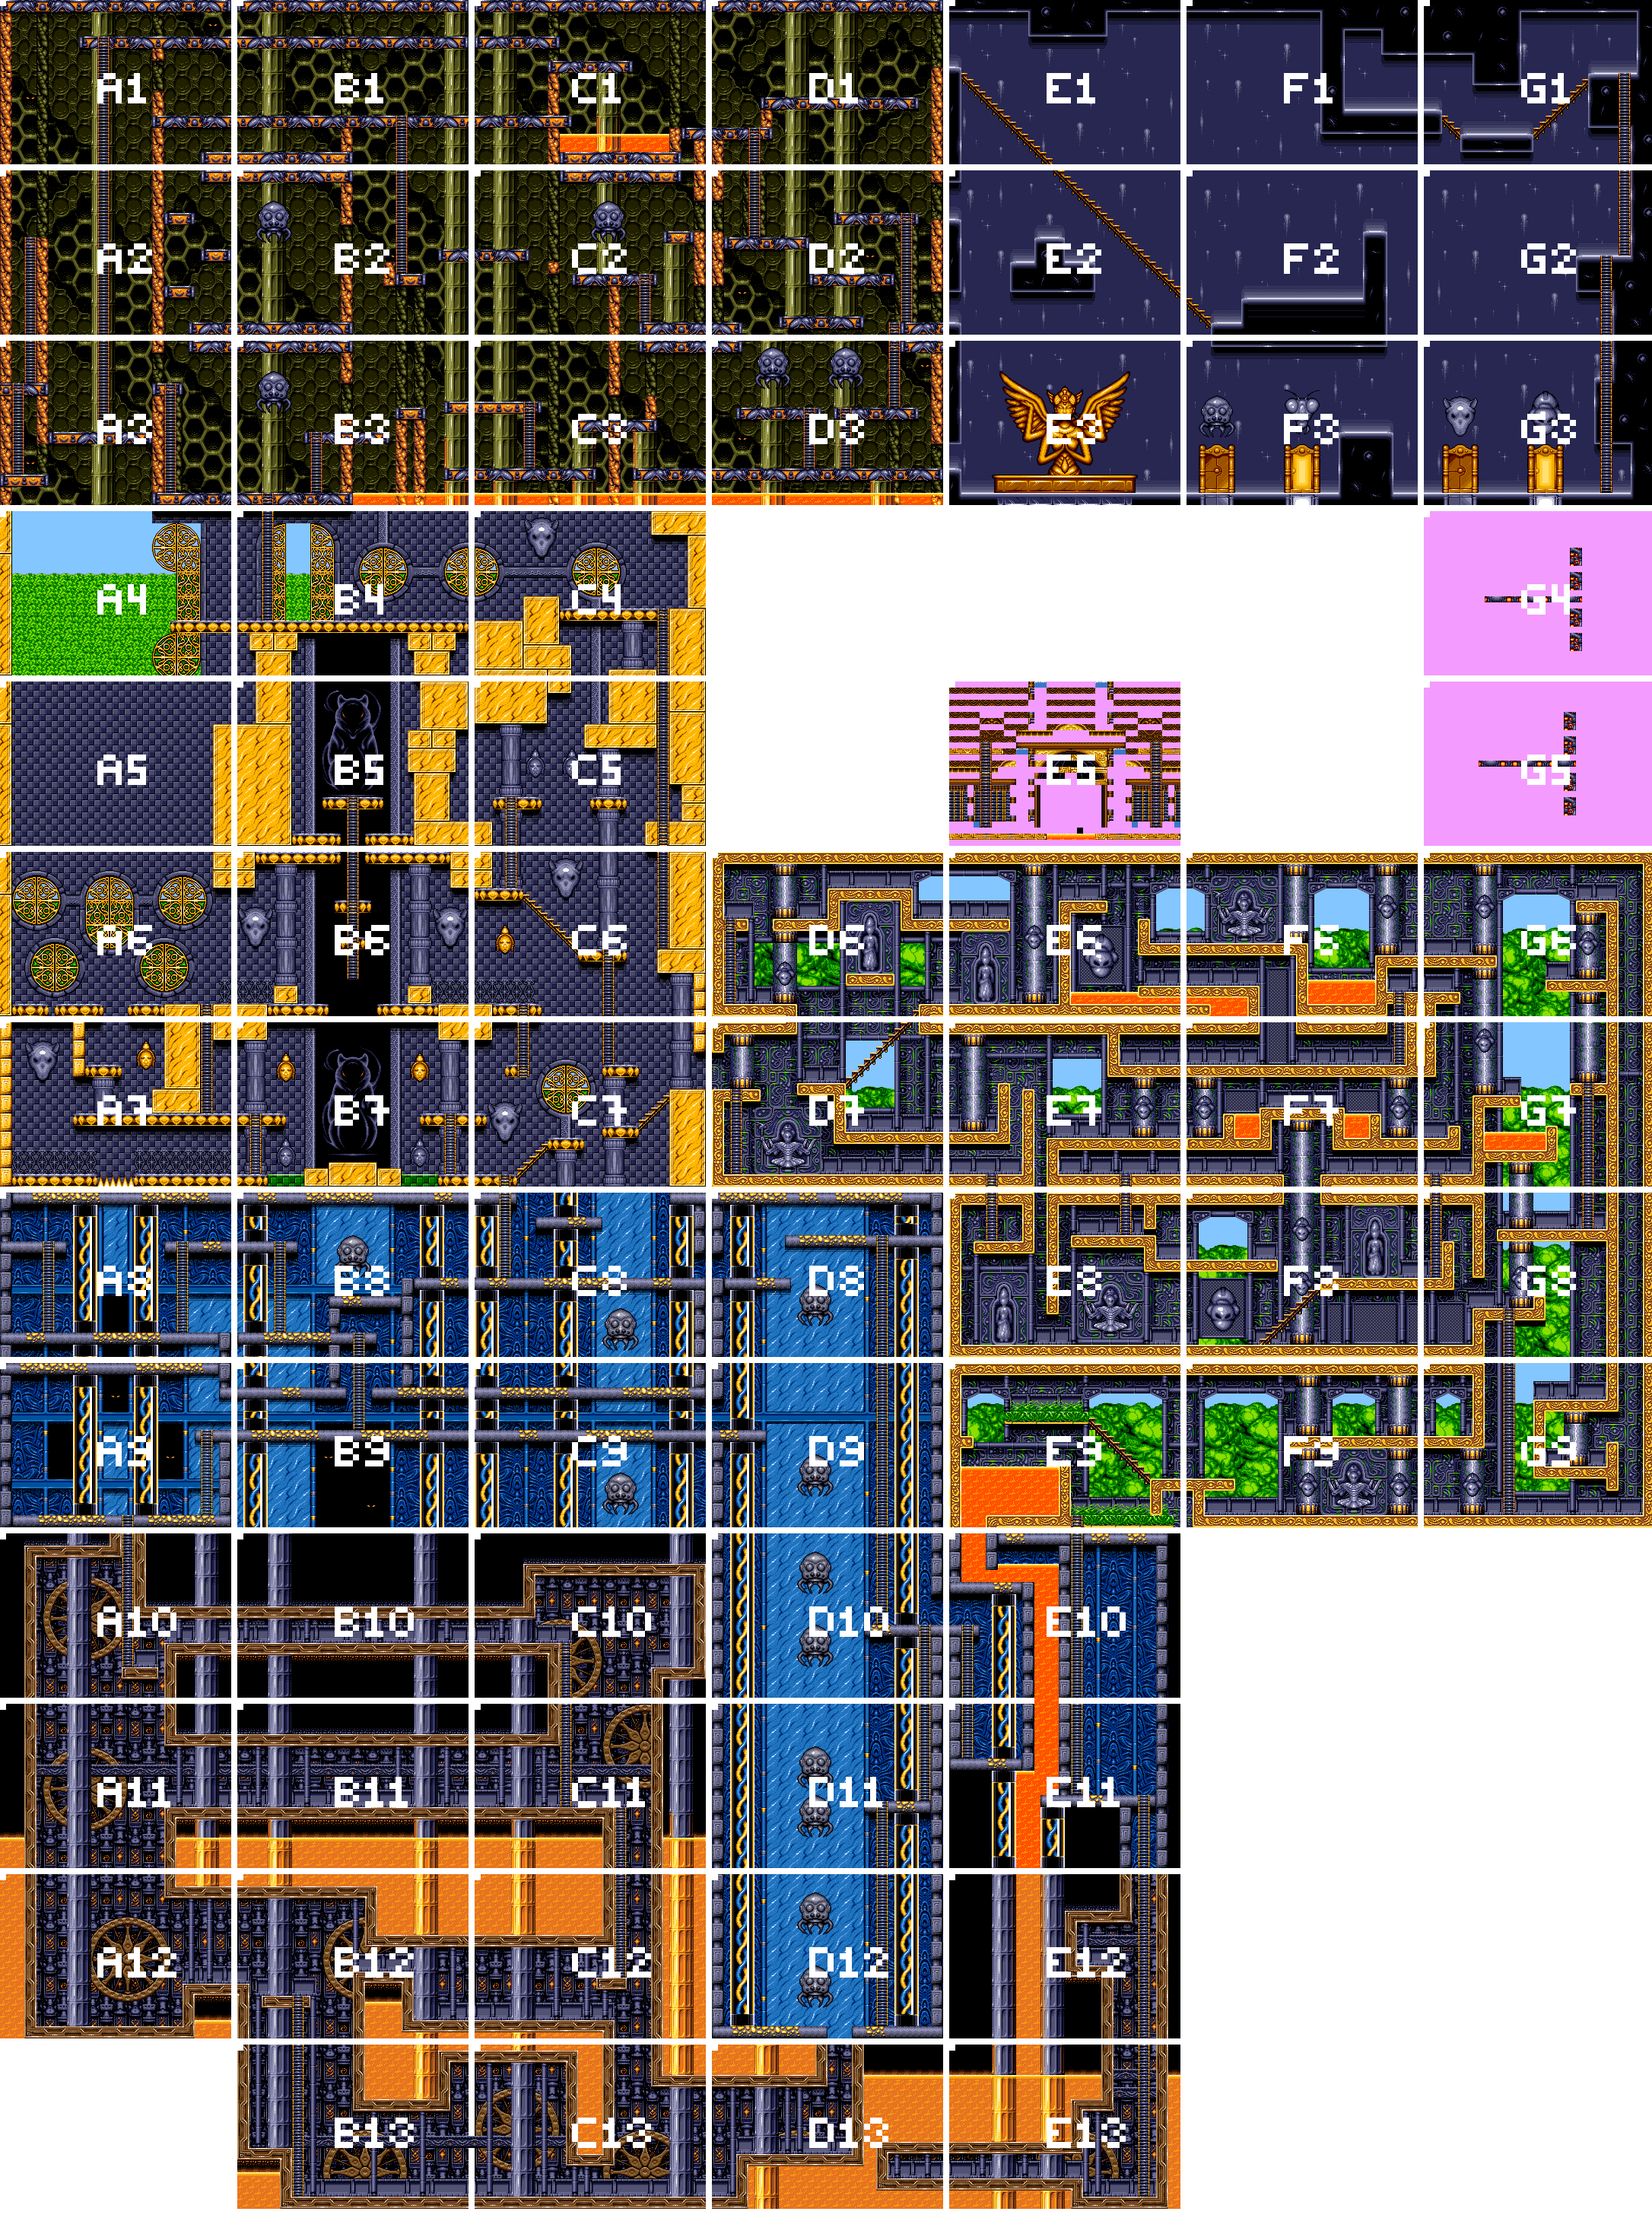 A1 B1 C1 D1 E1 F1 G1
A2 B2 C2 D2 E2 F2 G2
A3 B3 C3 D3 E3 F3 G3
A4 B4 C4 G4
A5 B5 C5 E5 G5
A6 B6 C6 D6 E6 F6 G6
A7 B7 C7 D7 E7 F7 G7
A8 B8 C8 D8 E8 F8 G8
A9 B9 C9 D9 E9 F9 G9
A10 B10 C10 D10 E10
A11 B11 C11 D11 E11
A12 B12 C12 D12 E12
B13 C13 D13 E13